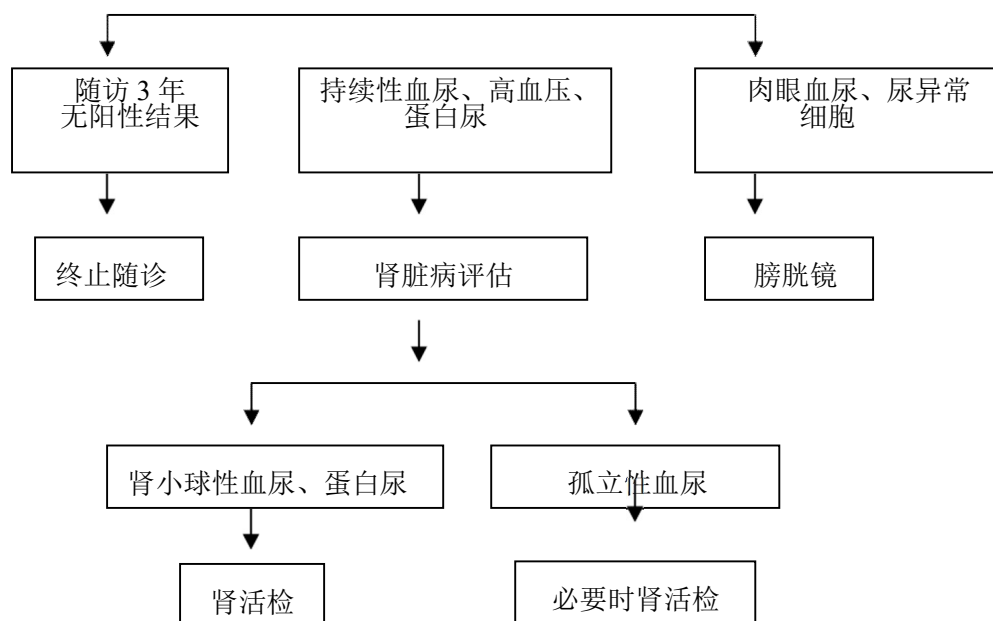 随访 3 年
无阳性结果
持续性血尿、高血压、
蛋白尿
肉眼血尿、尿异常
细胞
终止随诊
肾脏病评估
膀胱镜
肾小球性血尿、蛋白尿
孤立性血尿
肾活检
必要时肾活检